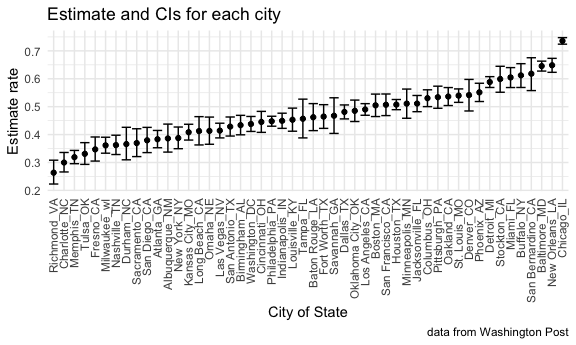 Estimate and CIs for each city
Estimate rate
0.7
0.6
0.5
0.4
0.3
0.2
Richmond_VA
Charlotte_NC
Memphis_TN
Tulsa_OK
Fresno_CA
Milwaukee_wI
Nashville_TN
Durham_NC
Sacramento_CA
San Diego_CA
Atlanta_GA
Albuquerque_NM
New York_NY
Kansas City_MO
Long Beach_CA
Omaha_NE
Las Vegas_NV
San Antonio_TX
Birmingham_AL
Washington_DC
Cincinnati_OH
Philadelphia_PA
Indianapolis_IN
Louisville_KY
Tampa_FL
Baton Rouge_LA
Fort Worth_TX
Savannah_GA
Dallas_TX
Oklahoma City_OK
Los Angeles_CA
Boston_MA
San Francisco_CA
Houston_TX
Minneapolis_MN
Jacksonville_FL
Columbus_OH
Pittsburgh_PA
Oakland_CA
St. Louis_MO
Denver_CO
Phoenix_AZ
Detroit_MI
Stockton_CA
Miami_FL
Buffalo_NY
San Bernardino_CA
Baltimore_MD
New Orleans_LA
Chicago_IL
City of State
data from Washington Post